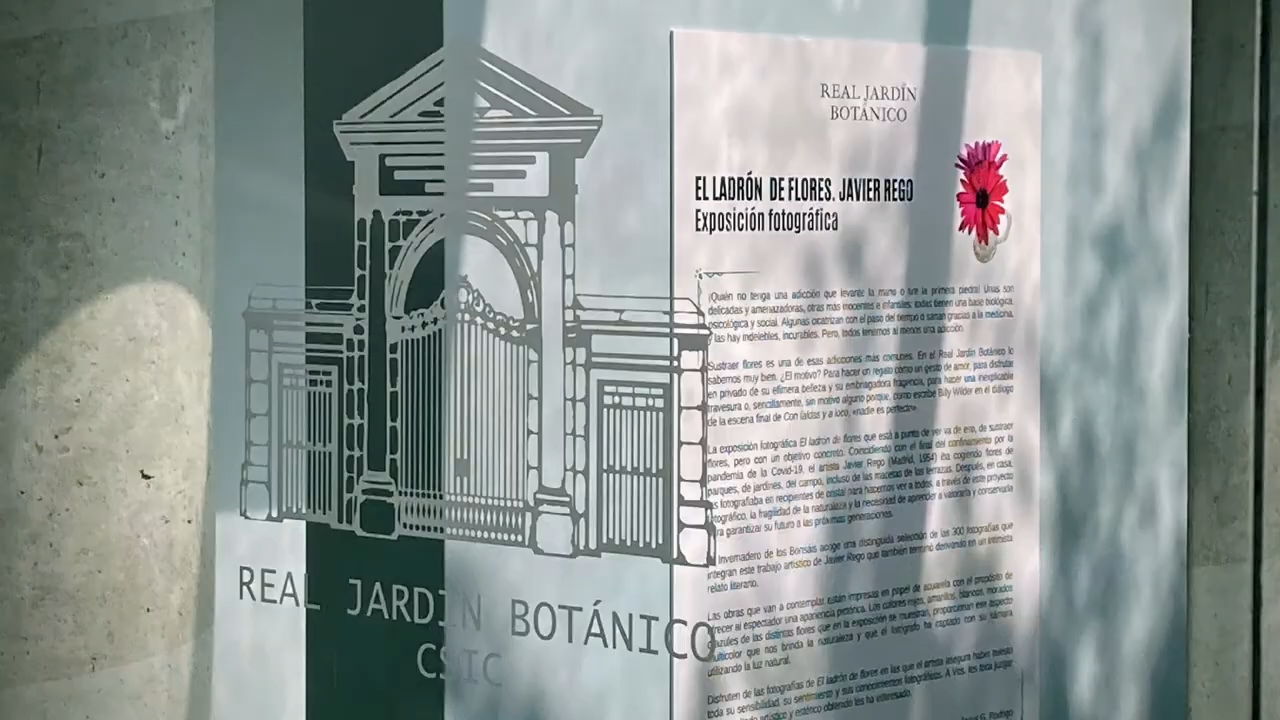 REAL JARDÍN BOTÁNICO
CSIC
REAL JARDÍN
BOTÁNICO
EL LADRÓN DE FLORES. JAVIER REGO
Exposición fotográfica
¡Quién no tenga una adicción que levante la mano o tire la primera piedra! Unas son
delicadas y amenazadoras, otras más inocentes e infantiles; todas tienen una base biológica,
psicológica y social. Algunas cicatrizan con el paso del tiempo o sanan gracias a la medicina,
y las hay indelebles, incurables. Pero, todos tenemos al menos una adicción.
Sustraer flores es una de esas adicciones más comunes. En el Real Jardín Botánico lo
sabemos muy bien. ¿El motivo? Para hacer un regalo como un gesto de amor, para disfrutar
en privado de su efímera belleza y su embriagadora fragancia, para hacer una inexplicable
travesura o, sencillamente, sin motivo alguno porque, como escribe Billy Wilder en el diálogo
de la escena final de Con faldas y a loco, «nadie es perfecto».
La exposición fotográfica El ladrón de flores que está a punto de ver va de eso, de sustraer
flores, pero con un objetivo concreto. Coincidiendo con el final del confinamiento por la
pandemia de la Covid-19, el artista Javier Rego (Madrid, 1954) iba cogiendo flores de
parques, de jardines, del campo, incluso de las macetas de las terrazas. Después, en casa,
as fotografiaba en recipientes de cristal para hacernos ver a todos, a través de este proyecto
otográfico, la fragilidad de la naturaleza y la necesidad de aprender a valorarla y conservarla
ra garantizar su futuro a las próximas generaciones.
Invernadero de los Bonsáis acoge una distinguida selección de las 300 fotografías que
integran este trabajo artístico de Javier Rego que también terminó derivando en un intimista
relato literario.
Las obras que van a contemplar están impresas en papel de acuarela con el propósito de
frecer al espectador una apariencia pictórica. Los colores rojos, amarillos, blancos, morados
azules de las distintas flores que en la exposición se muestran, proporcionan ese aspecto
ulticolor que nos brinda la naturaleza y que el fotógrafo ha captado con su cámara
utilizando la luz natural.
Disfruten de las fotografías de El ladrón de flores en las que el artista asegura haber puesto
toda su sensibilidad, su sentimiento y sus conocimientos fotográficos. A Vos. les toca juzgar
artístico y estético obtenido les ha interesado.
G. Rodrigo